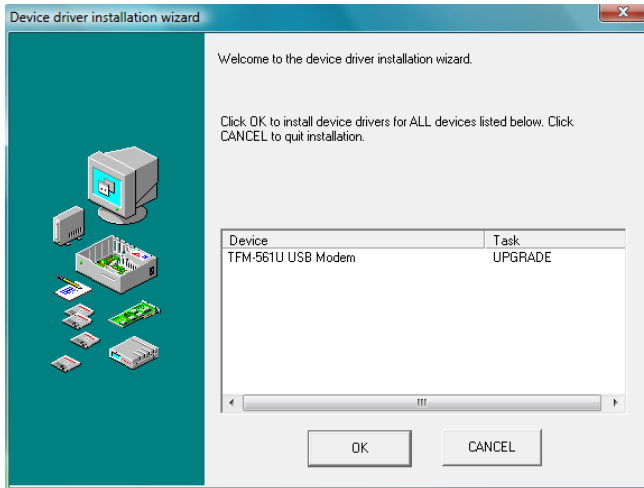 Device driver installation wizard
Welcome to the device driver installation wizard.
Click OK to install device drivers for ALL devices listed below. Click
CANCEL to quit installation.
Device Task
TFM-561U USB Modem UPGRADE
OK CANCEL